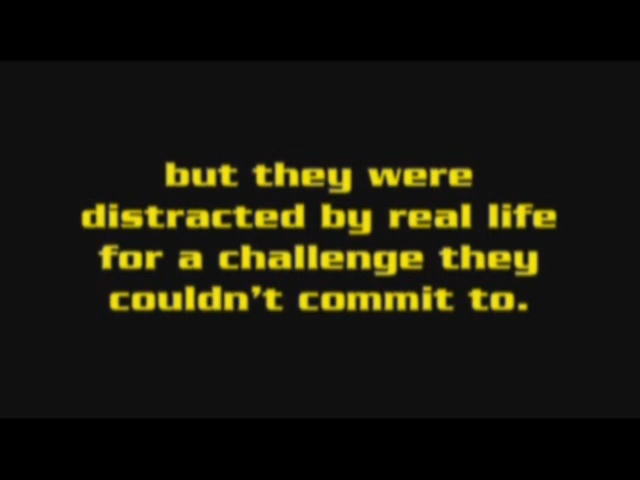 but they were
distracted by real life
for a challenge they
couldn't commit to.